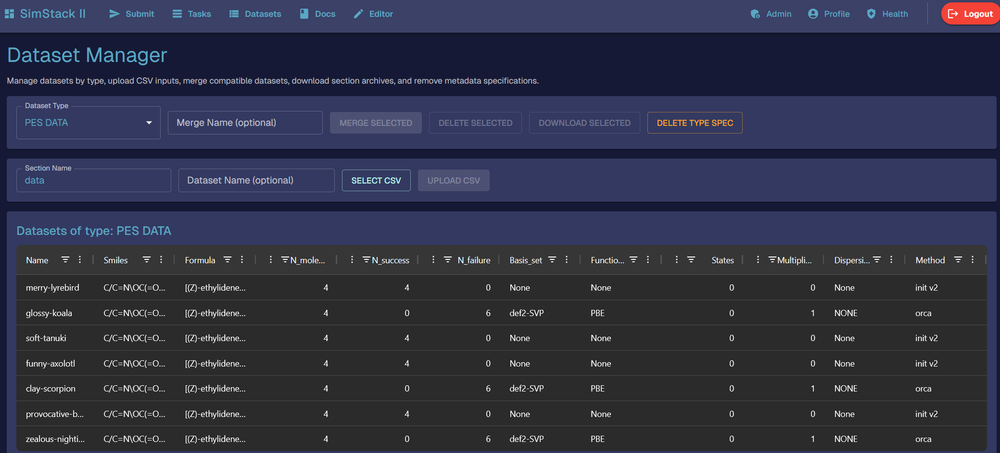 SimStack II Submit Tasks Datasets Docs Editor Admin Profile Health Logout
Dataset Manager
Manage datasets by type, upload CSV inputs, merge compatible datasets, download section archives, and remove metadata specifications.
Dataset Type
PES DATA Merge Name (optional) MERGE SELECTED DELETE SELECTED DOWNLOAD SELECTED DELETE TYPE SPEC
Section Name
data Dataset Name (optional) SELECT CSV UPLOAD CSV
Datasets of type: PES DATA
Name Smiles Formula N_mole... N_success N_failure Basis_set Functio... States Multipli... Dispersi... Method
merry-lyrebird C/C=N\OC(=O... [(Z)-ethylidene... 4 4 0 None None 0 0 None init v2
glossy-koala C/C=N\OC(=O... [(Z)-ethylidene... 4 0 6 def2-SVP PBE 0 1 NONE orca
soft-tanuki C/C=N\OC(=O... [(Z)-ethylidene... 4 4 0 None None 0 0 None init v2
funny-axolotl C/C=N\OC(=O... [(Z)-ethylidene... 4 4 0 None None 0 0 None init v2
clay-scorpion C/C=N\OC(=O... [(Z)-ethylidene... 4 0 6 def2-SVP PBE 0 1 NONE orca
provocative-b... C/C=N\OC(=O... [(Z)-ethylidene... 4 4 0 None None 0 0 None init v2
zealous-nighti... C/C=N\OC(=O... [(Z)-ethylidene... 4 0 6 def2-SVP PBE 0 1 NONE orca